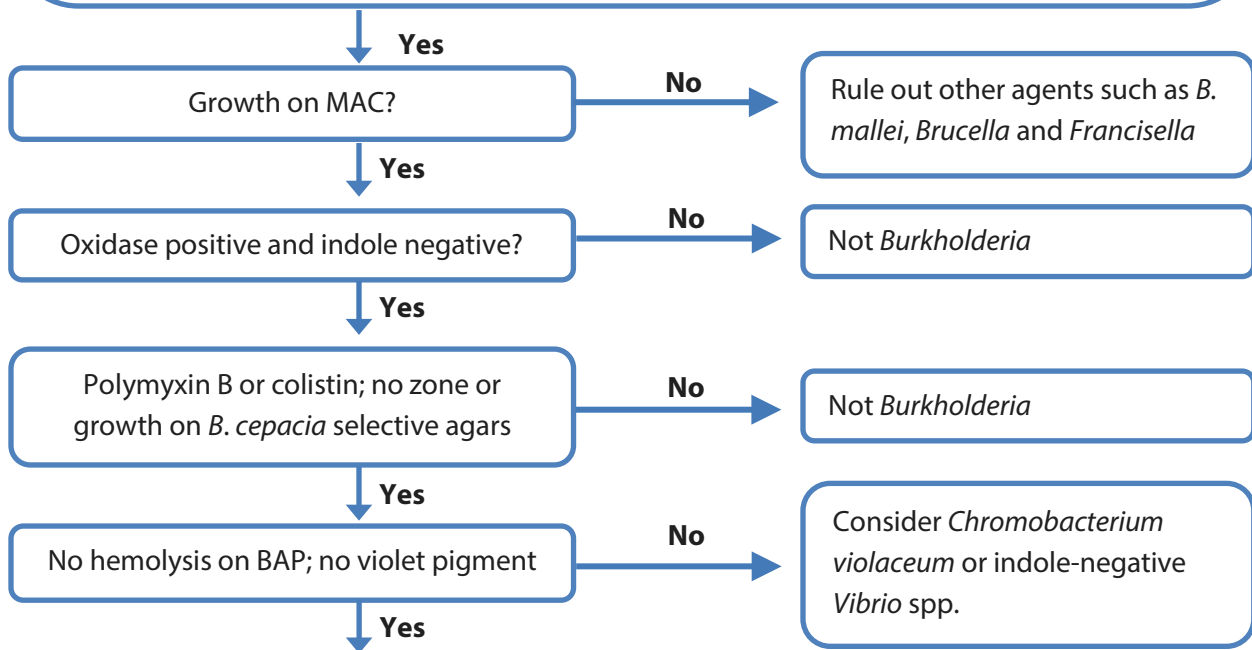 Yes
Growth on MAC?
No
Rule out other agents such as B.
mallei, Brucella and Francisella
Yes
Oxidase positive and indole negative?
No
Not Burkholderia
Yes
Polymyxin B or colistin; no zone or
growth on B. cepacia selective agars
No
Not Burkholderia
Yes
No hemolysis on BAP; no violet pigment
No
Consider Chromobacterium
violaceum or indole-negative
Vibrio spp.
Yes